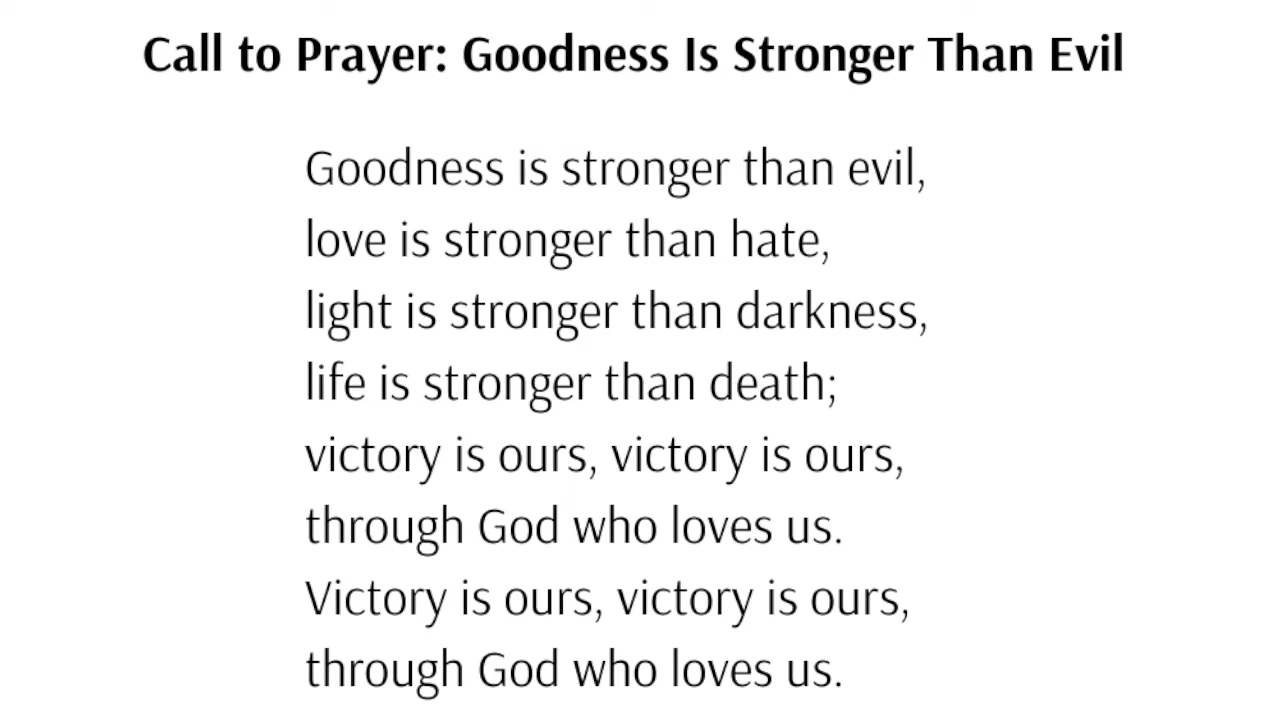 Call to Prayer: Goodness Is Stronger Than Evil
Goodness is stronger than evil,
love is stronger than hate,
light is stronger than darkness,
life is stronger than death;
victory is ours, victory is ours,
through God who loves us.
Victory is ours, victory is ours,
through God who loves us.